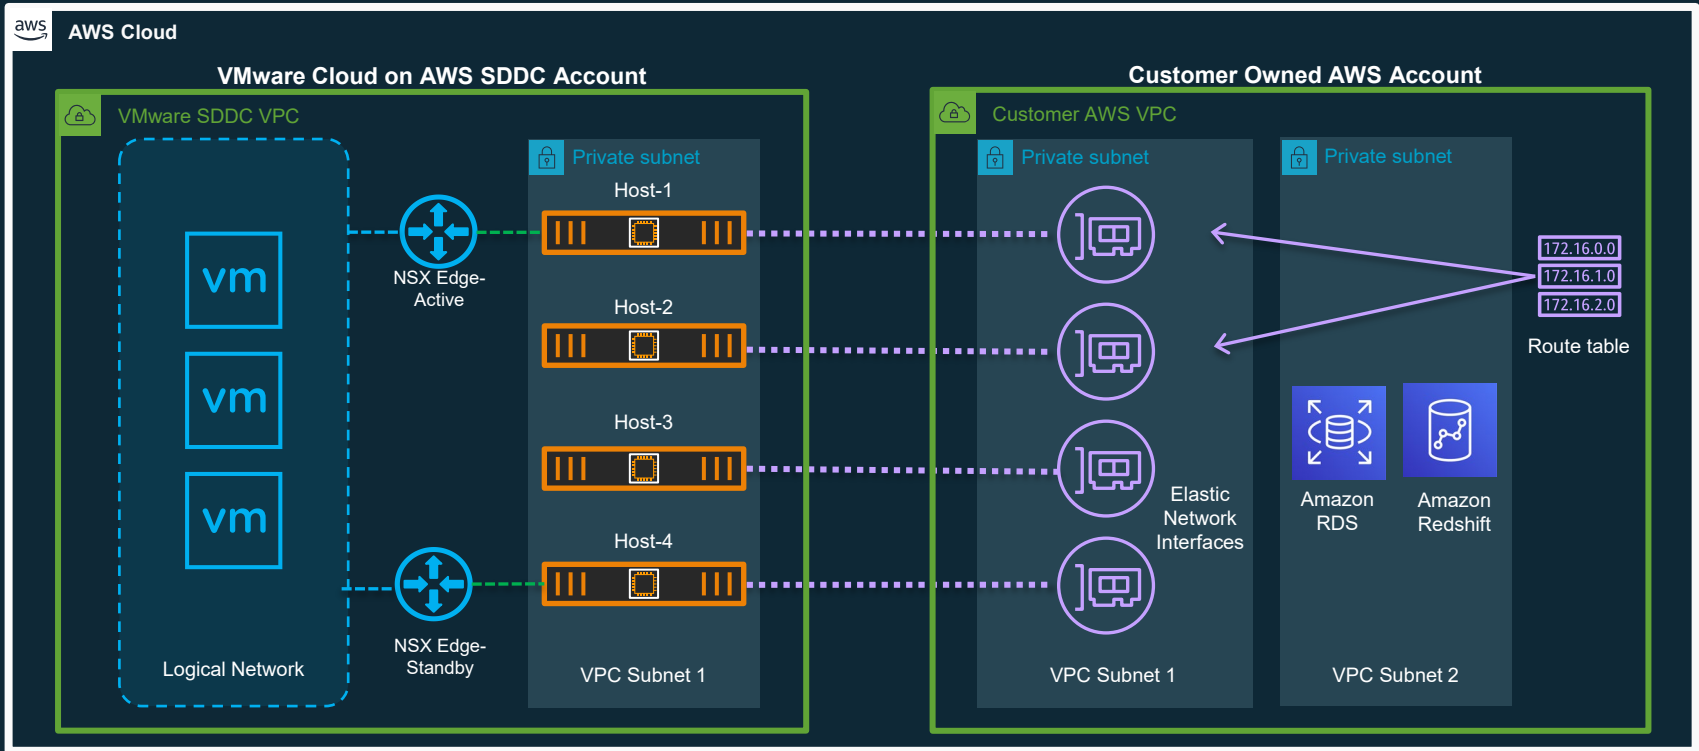 aws
AWS Cloud
VMware Cloud on AWS SDDC Account
Customer Owned AWS Account
VMware SDDC VPC
Private subnet
Host-1
NSX Edge-
Active
Host-2
vm
vm
vm
Host-3
Host-4
NSX Edge-
Standby
Logical Network
VPC Subnet 1
Customer AWS VPC
Private subnet
Elastic
Network
Interfaces
VPC Subnet 1
Private subnet
172.16.0.0
172.16.1.0
172.16.2.0
Route table
Amazon
RDS
Amazon
Redshift
VPC Subnet 2